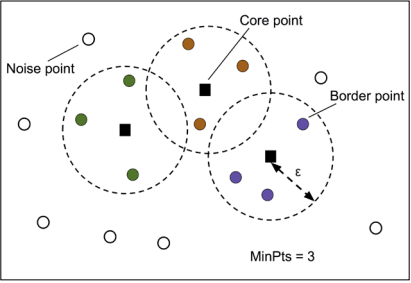 Core point
Noise point
Border point
ε
MinPts = 3